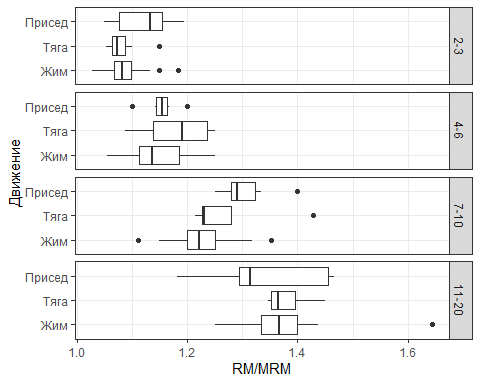 Присед
Тяга
Жим
2-3
Присед
Тяга
Жим
4-6
Движение
Присед
Тяга
Жим
7-10
Присед
Тяга
Жим
11-20
1.0 1.2 1.4 1.6
RM/MRM